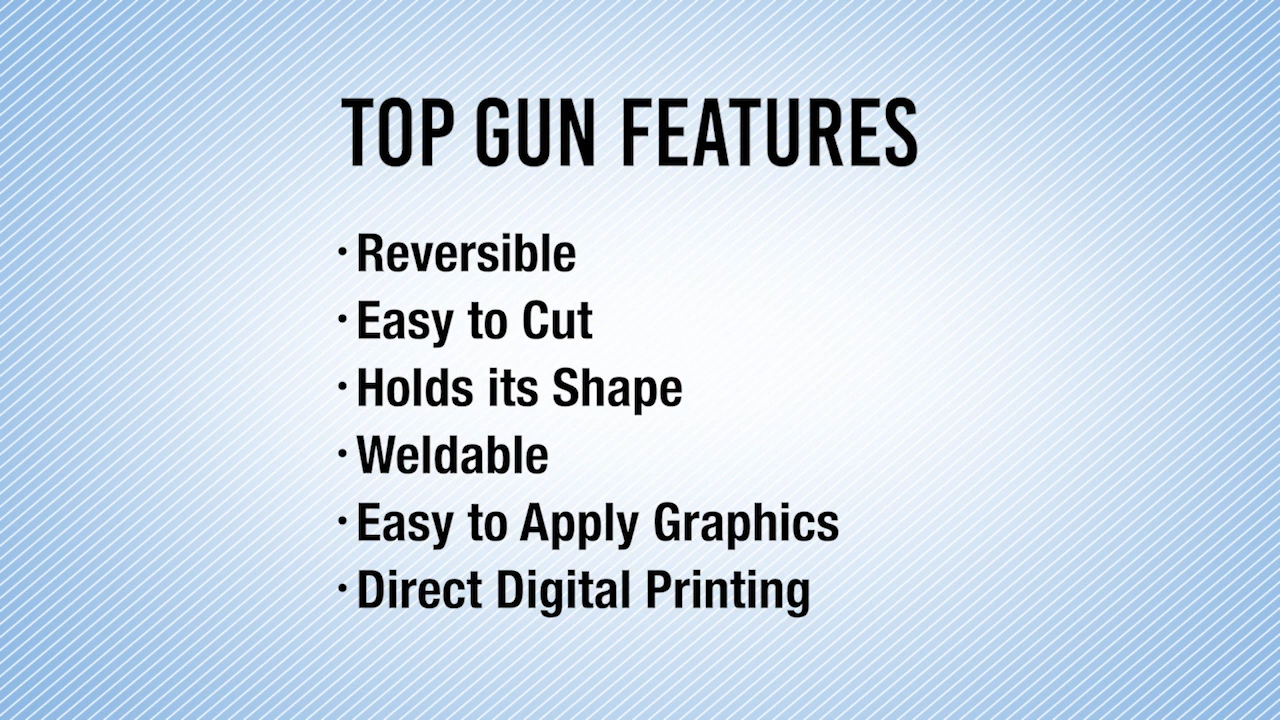 TOP GUN FEATURES
· Reversible
· Easy to Cut
· Holds its Shape
· Weldable
· Easy to Apply Graphics
· Direct Digital Printing